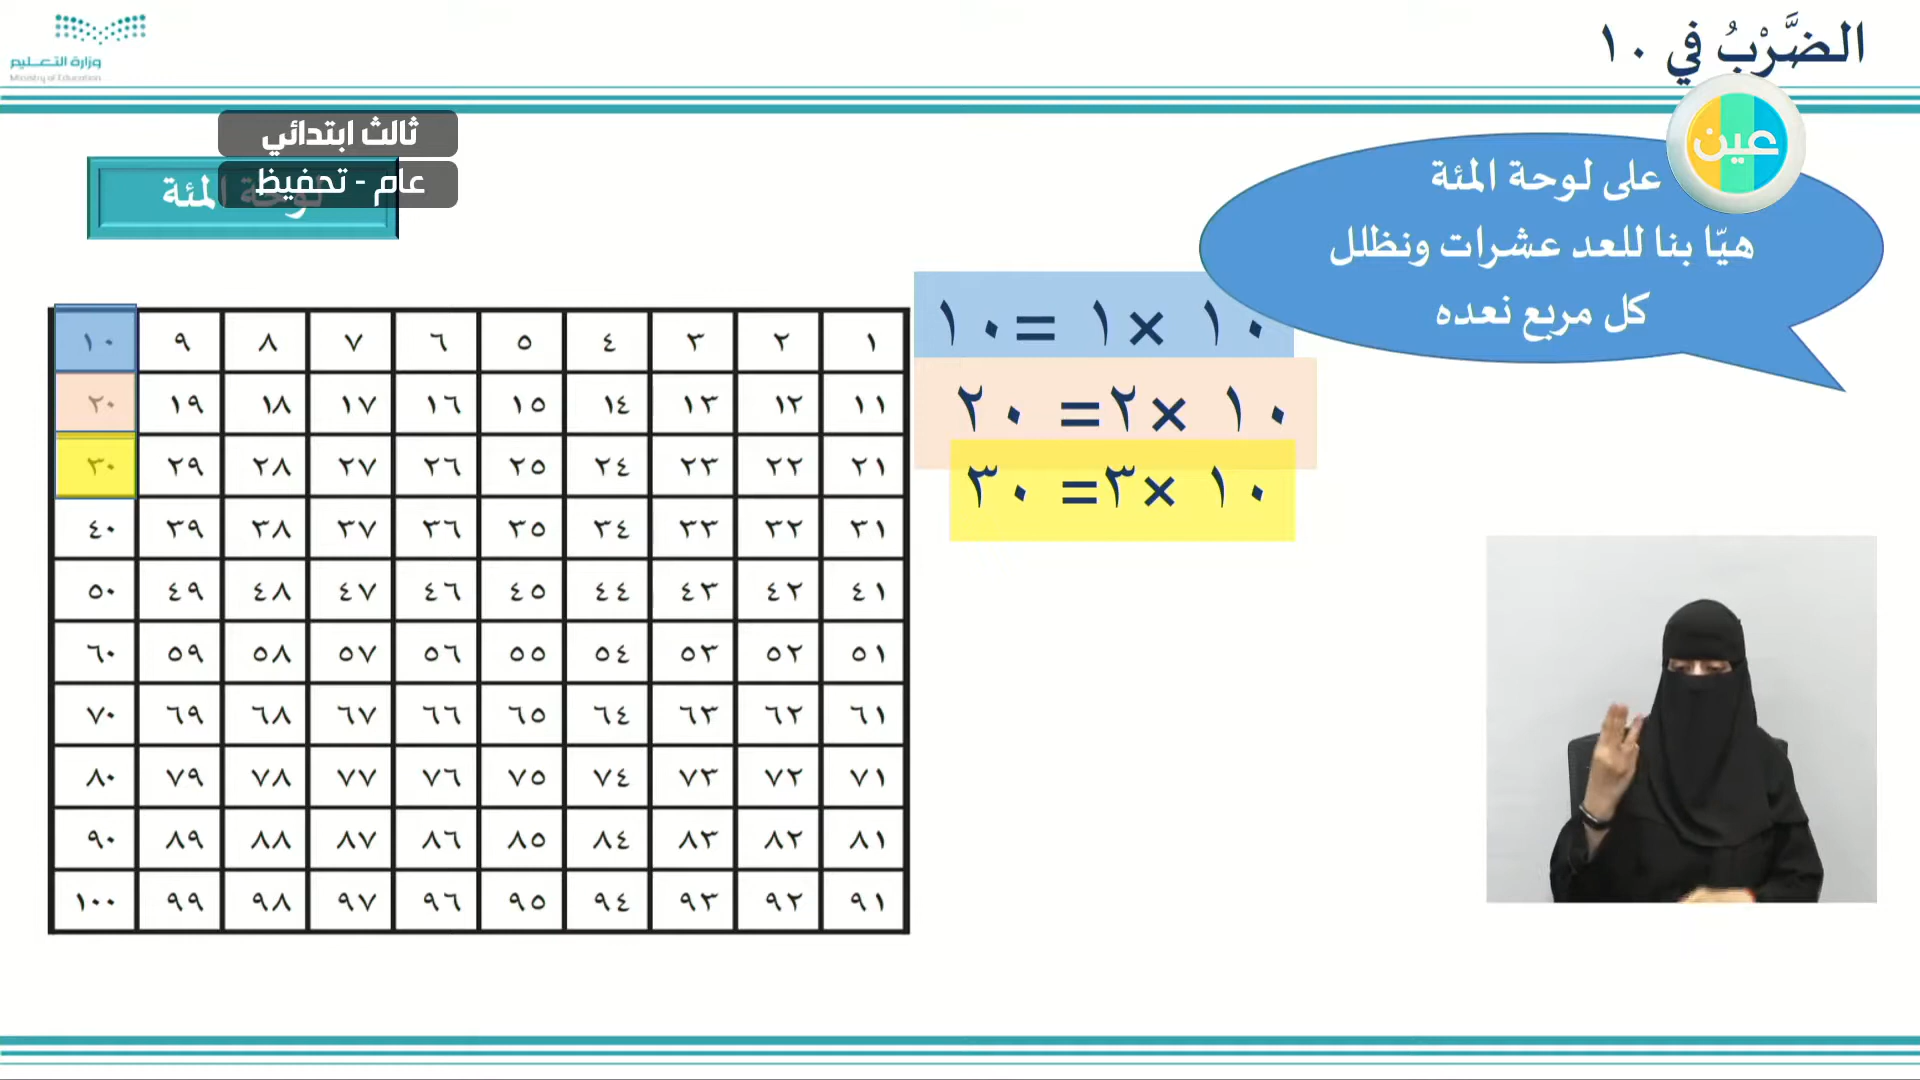 الضَّرْبُ في ١٠
وزارة التعليم
Ministry of Education
عين
ثالث ابتدائي
عام - تحفيظ
لوحة المئة
على لوحة المئة
هيّا بنا للعد عشرات ونظلل
كل مربع نعده
١٠ × ١ = ١٠
١٠ × ٢ = ٢٠
١٠ × ٣ = ٣٠
١ ٢ ٣ ٤ ٥ ٦ ٧ ٨ ٩ ١٠
١١ ١٢ ١٣ ١٤ ١٥ ١٦ ١٧ ١٨ ١٩ ٢٠
٢١ ٢٢ ٢٣ ٢٤ ٢٥ ٢٦ ٢٧ ٢٨ ٢٩ ٣٠
٣١ ٣٢ ٣٣ ٣٤ ٣٥ ٣٦ ٣٧ ٣٨ ٣٩ ٤٠
٤١ ٤٢ ٤٣ ٤٤ ٤٥ ٤٦ ٤٧ ٤٨ ٤٩ ٥٠
٥١ ٥٢ ٥٣ ٥٤ ٥٥ ٥٦ ٥٧ ٥٨ ٥٩ ٦٠
٦١ ٦٢ ٦٣ ٦٤ ٦٥ ٦٦ ٦٧ ٦٨ ٦٩ ٧٠
٧١ ٧٢ ٧٣ ٧٤ ٧٥ ٧٦ ٧٧ ٧٨ ٧٩ ٨٠
٨١ ٨٢ ٨٣ ٨٤ ٨٥ ٨٦ ٨٧ ٨٨ ٨٩ ٩٠
٩١ ٩٢ ٩٣ ٩٤ ٩٥ ٩٦ ٩٧ ٩٨ ٩٩ ١٠٠